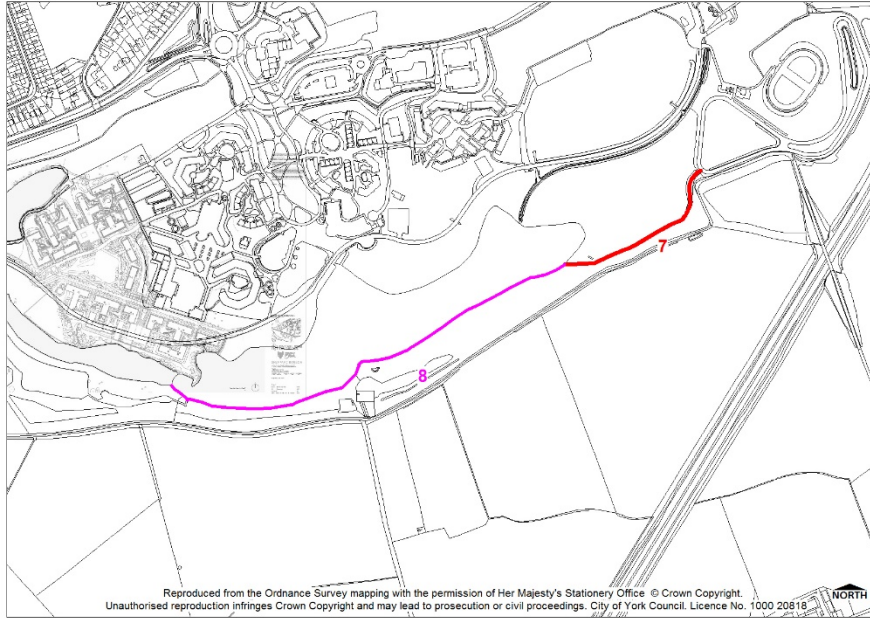 7
8
Reproduced from the Ordnance Survey mapping with the permission of Her Majesty's Stationery Office © Crown Copyright.
Unauthorised reproduction infringes Crown Copyright and may lead to prosecution or civil proceedings. City of York Council. Licence No. 1000 20818
NORTH